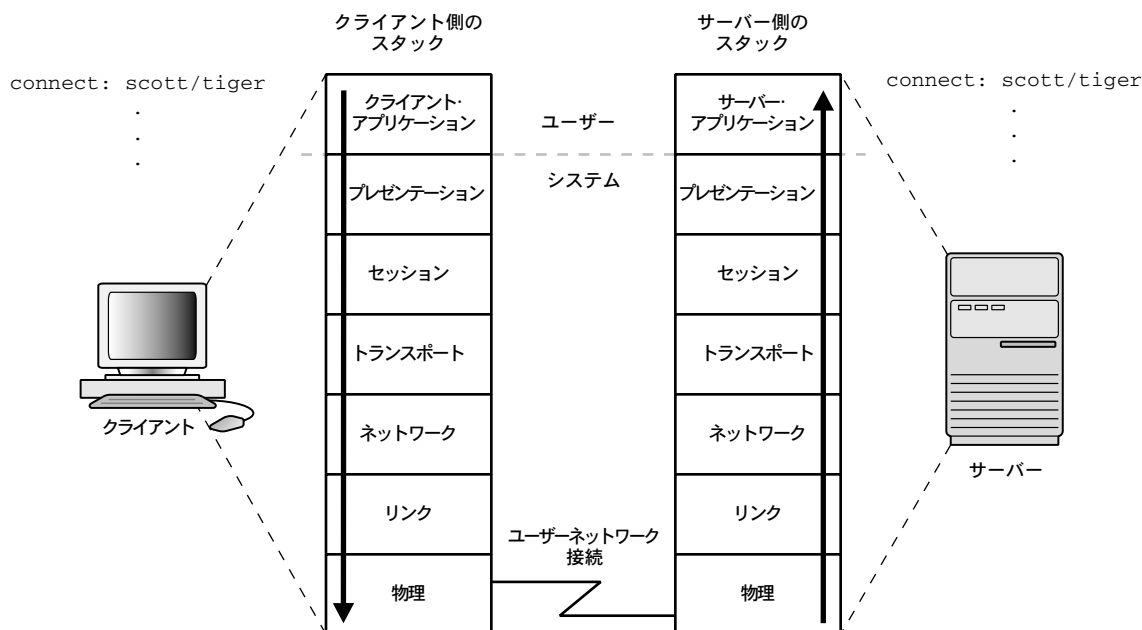 クライアント側の
スタック
サーバー側の
スタック
connect: scott/tiger
.
.
.
connect: scott/tiger
.
.
.
クライアント・
アプリケーション
ユーザー
サーバー・
アプリケーション
システム
プレゼンテーション
プレゼンテーション
セッション
セッション
トランスポート
トランスポート
クライアント
ネットワーク
ネットワーク
サーバー
リンク
リンク
ユーザーネットワーク
接続
物理
物理